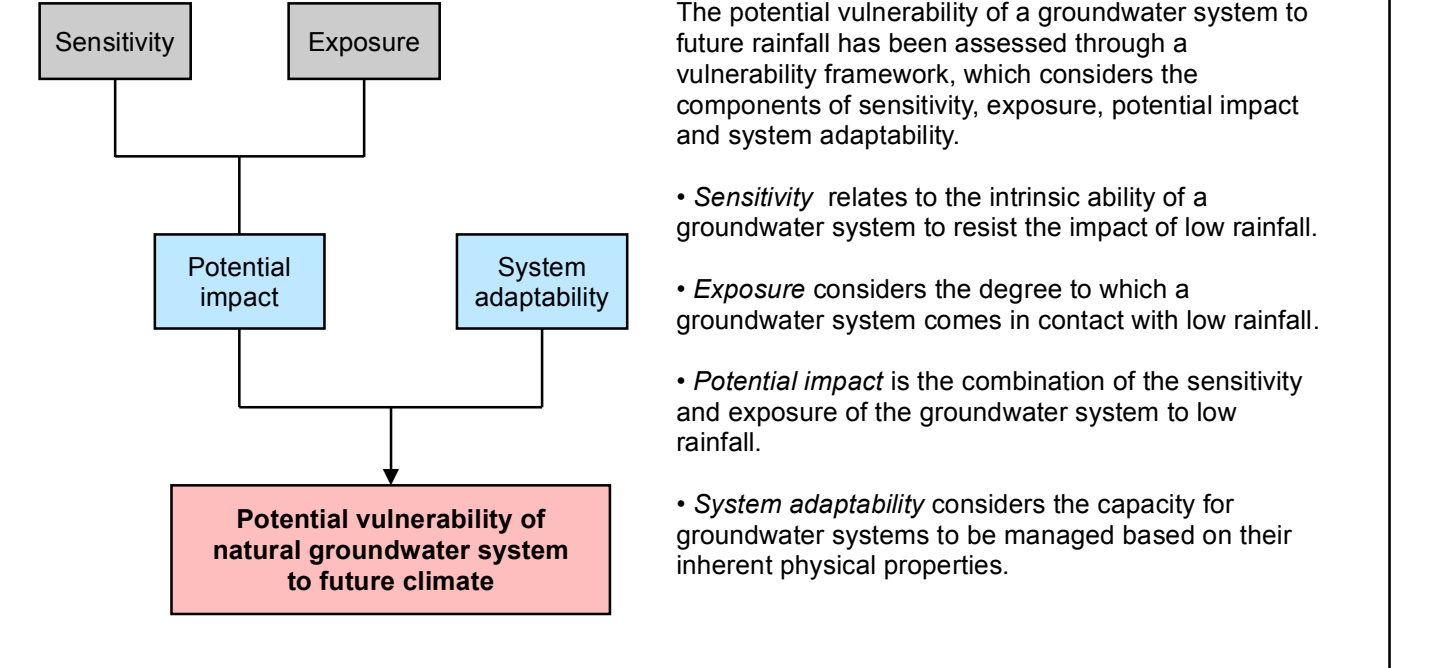 Sensitivity
Exposure
Potential
impact
System
adaptability
Potential vulnerability of
natural groundwater system
to future climate
The potential vulnerability of a groundwater system to
future rainfall has been assessed through a
vulnerability framework, which considers the
components of sensitivity, exposure, potential impact
and system adaptability.
• Sensitivity relates to the intrinsic ability of a
groundwater system to resist the impact of low rainfall.
• Exposure considers the degree to which a
groundwater system comes in contact with low rainfall.
• Potential impact is the combination of the sensitivity
and exposure of the groundwater system to low
rainfall.
• System adaptability considers the capacity for
groundwater systems to be managed based on their
inherent physical properties.